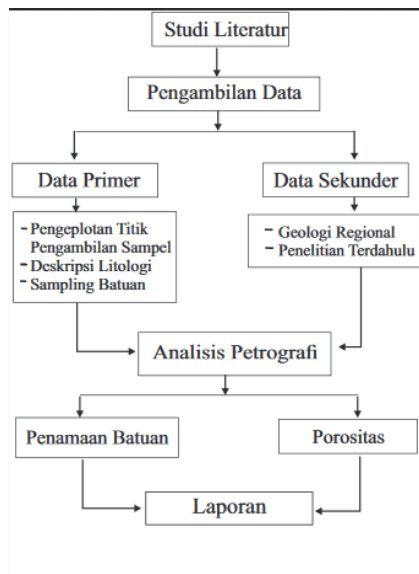 Studi Literatur
Pengambilan Data
Data Primer
Data Sekunder
- Pengeplotan Titik
Pengambilan Sampel
- Deskripsi Litologi
- Sampling Batuan
- Geologi Regional
- Penelitian Terdahulu
Analisis Petrografi
Penamaan Batuan
Porositas
Laporan